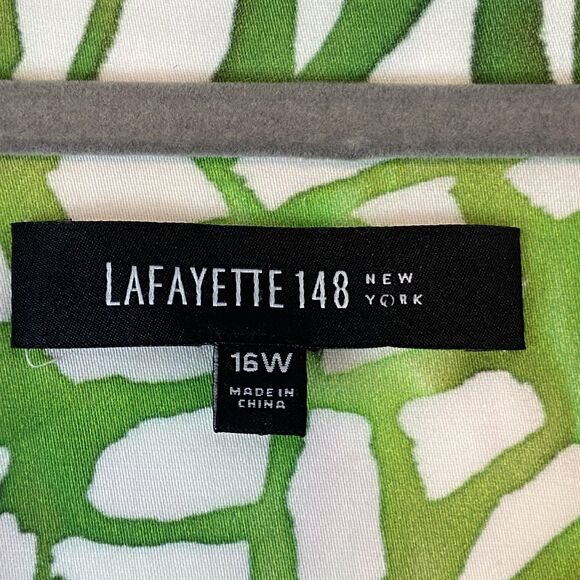 LAFAYETTE 148 NEW YORK
16W
MADE IN
CHINA